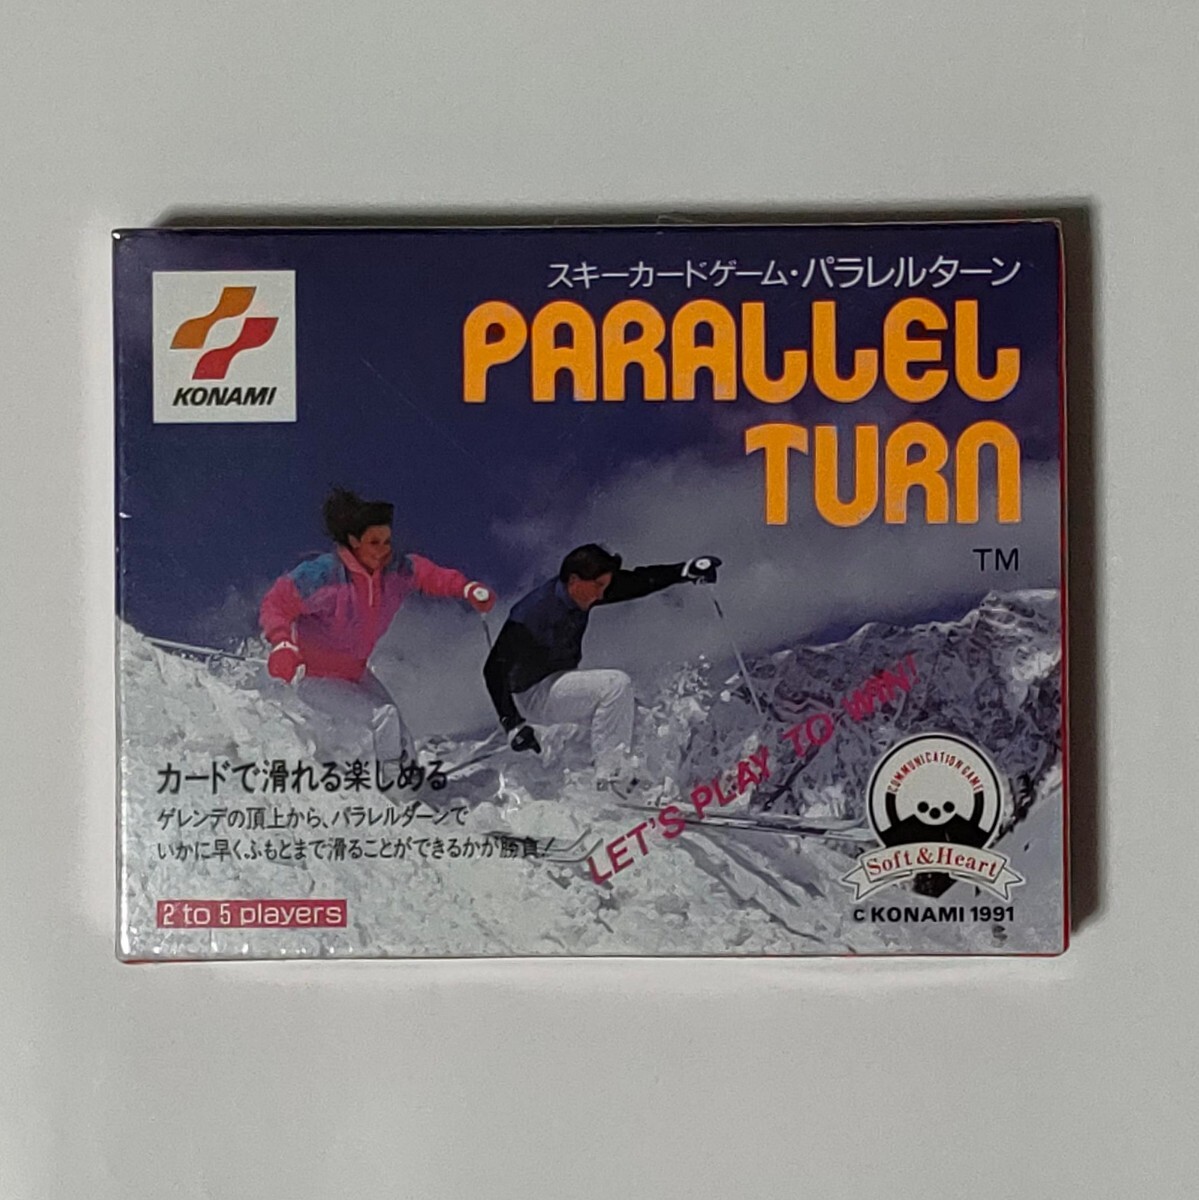 KONAMI
スキーカードゲーム・パラレルターン
PARALLEL
TURN
TM
カードで滑れる楽しめる
ゲレンデの頂上から、パラレルターンで
いかに早くふもとまで滑ることができるかが勝負!
2 to 5 players
LET'S PLAY TO WIN!
COMMUNICATION GAME
Soft & Heart
C KONAMI 1991